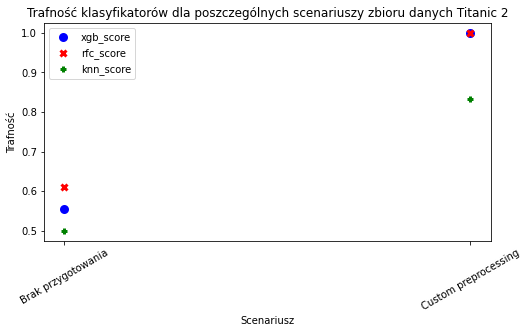 Trafność klasyfikatorów dla poszczególnych scenariuszy zbioru danych Titanic 2
xgb_score
rfc_score
knn_score
1.0
0.9
0.8
0.7
0.6
0.5
Trafność
Brak przygotowania
Custom preprocessing
Scenariusz